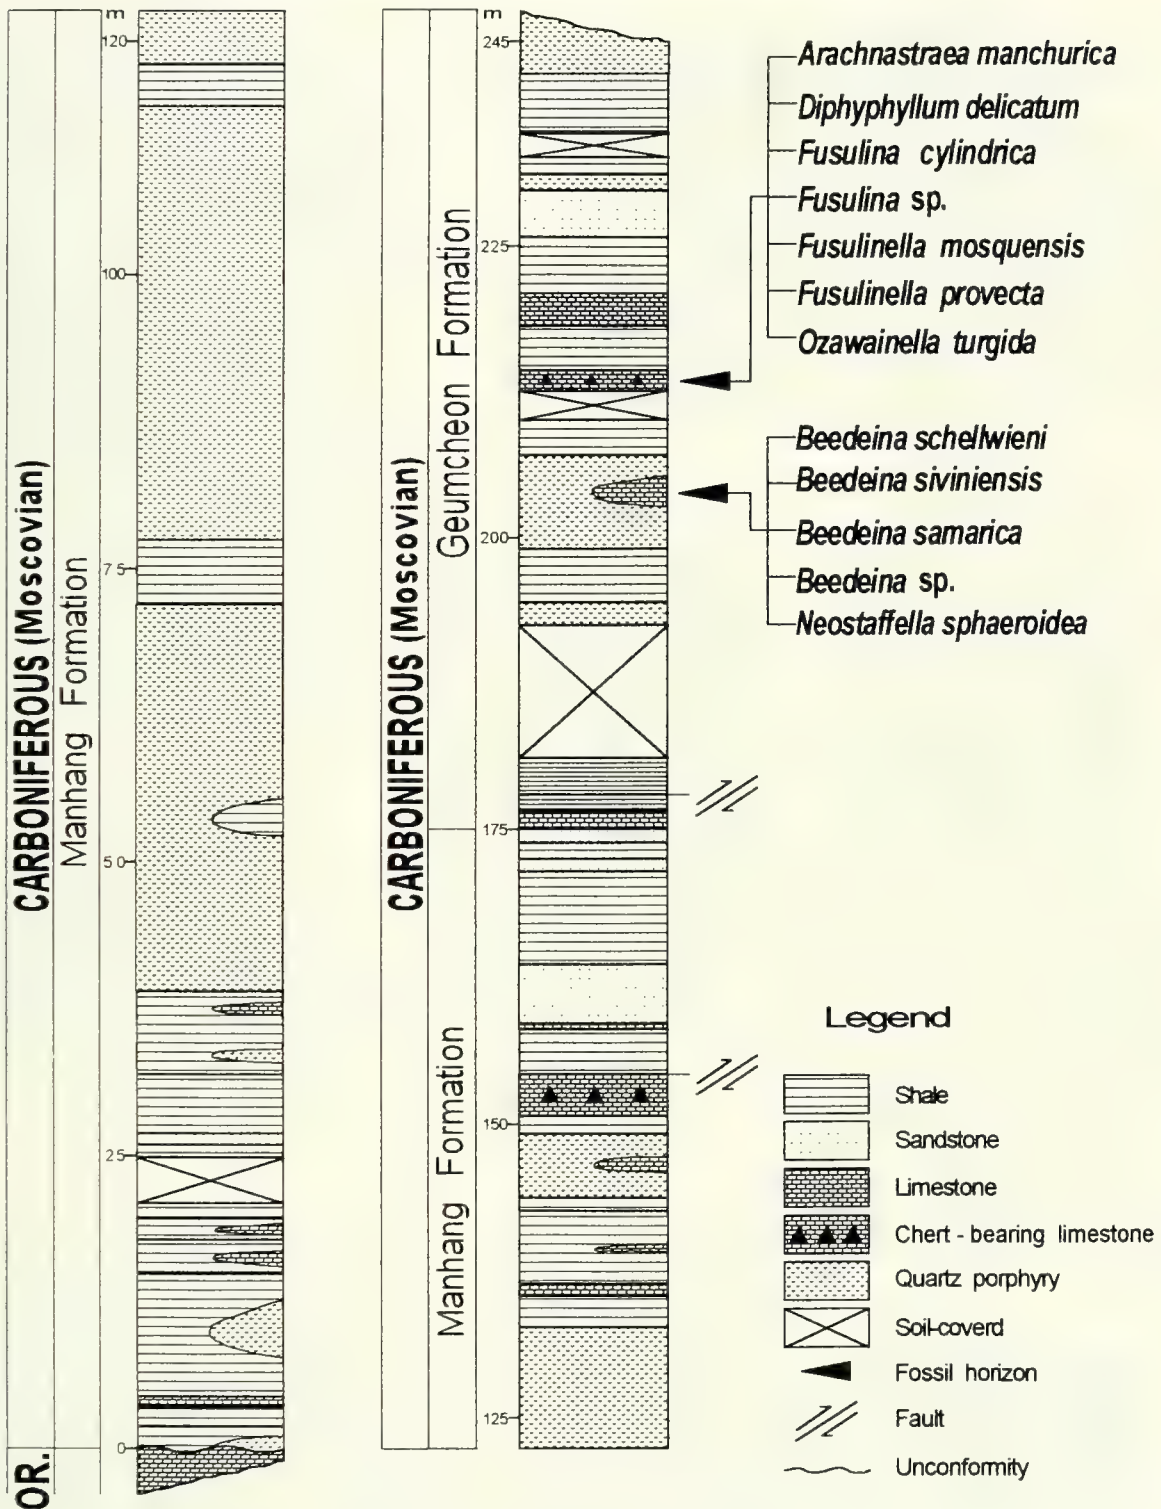 m
120
100
75
50
25
0
CARBONIFEROUS (Moscovian)
Manhang Formation
OR.
m
245
225
200
175
150
125
CARBONIFEROUS (Moscovian)
Geumcheon Formation
Manhang Formation
Arachnastraea manchurica
Diphyphyllum delicatum
Fusulina cylindrica
Fusulina sp.
Fusulinella mosquensis
Fusulinella provecta
Ozawainella turgida
Beedeina schellwieni
Beedeina siviniensis
Beedeina samarica
Beedeina sp.
Neostaffella sphaeroidea
Legend
Shale
Sandstone
Limestone
Chert - bearing limestone
Quartz porphyry
Soil-coverd
Fossil horizon
Fault
Unconformity